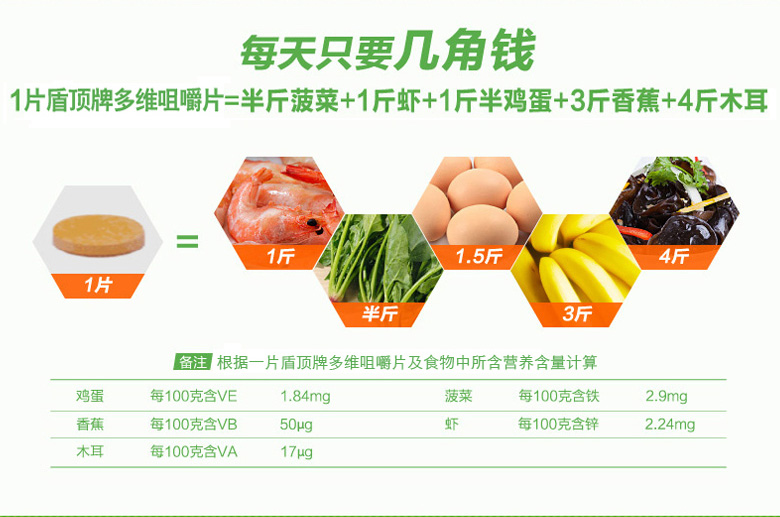 每天只要几角钱
1片盾顶牌多维咀嚼片=半斤菠菜+1斤虾+1斤半鸡蛋+3斤香蕉+4斤木耳
1片
=
1斤
半斤
1.5斤
3斤
4斤
备注 根据一片盾顶牌多维咀嚼片及食物中所含营养含量计算
鸡蛋 每100克含VE 1.84mg 菠菜 每100克含铁 2.9mg
香蕉 每100克含VB 50μg 虾 每100克含锌 2.24mg
木耳 每100克含VA 17μg